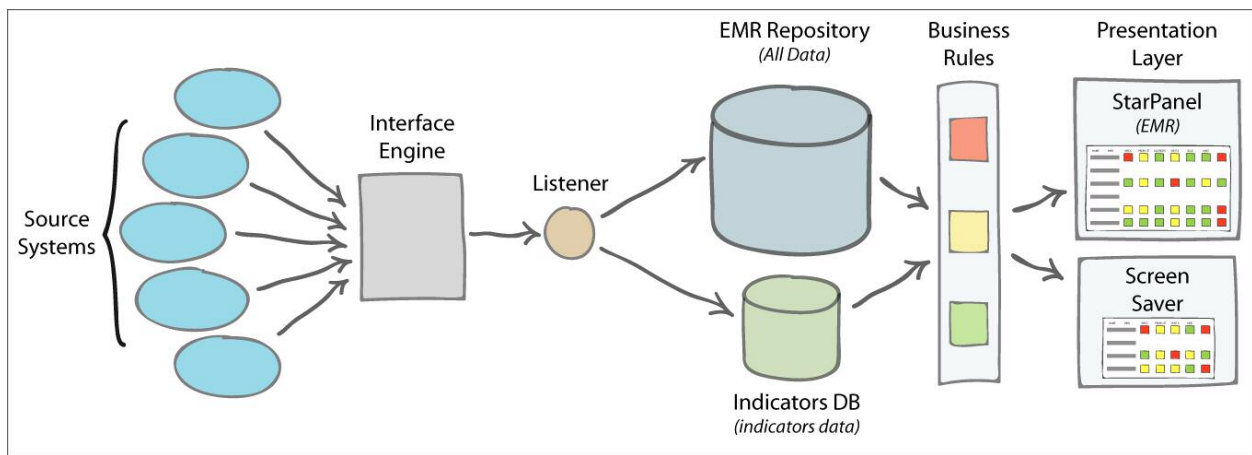 Source
Systems
Interface
Engine
Listener
EMR Repository
(All Data)
Indicators DB
(indicators data)
Business
Rules
Presentation
Layer
StarPanel
(EMR)
Screen
Saver